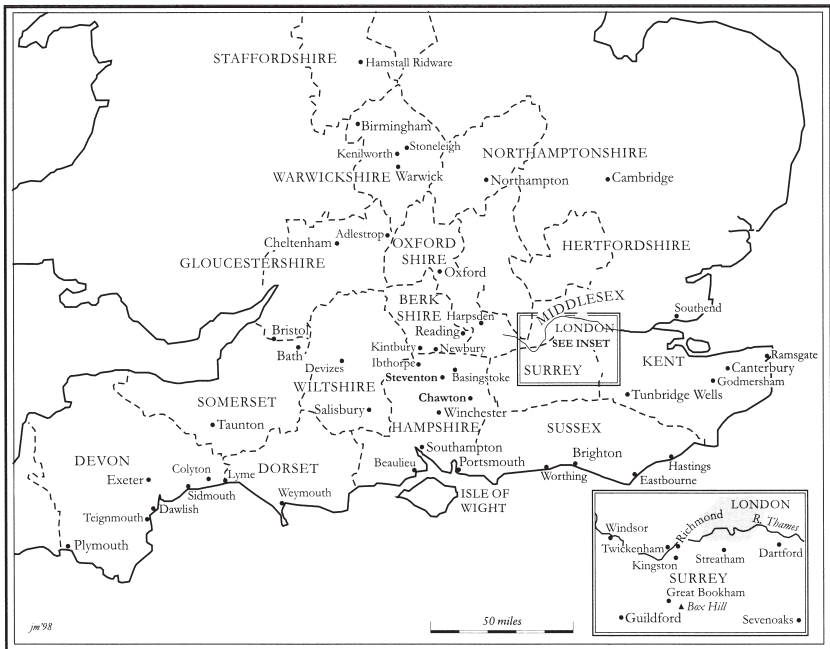 STAFFORDSHIRE
Hamstall Ridware
Birmingham
Stoneleigh
Kenilworth
NORTHAMPTONSHIRE
WARWICKSHIRE
Warwick
Northampton
Cambridge
Adlestrop
Cheltenham
OXFORD
SHIRE
HERTFORDSHIRE
GLOUCESTERSHIRE
Oxford
BERK
SHIRE
MIDDLESEX
Harpsden
Southend
Bristol
Reading
LONDON
SEE INSET
Kintbury
Newbury
Bath
KENT
Ramsgate
Devizes
Ibthorpe
Basingstoke
SURREY
Canterbury
Steventon
Godmersham
WILTSHIRE
Tunbridge Wells
SOMERSET
Chawton
Salisbury
Winchester
Taunton
HAMPSHIRE
SUSSEX
Southampton
Brighton
DEVON
Colyton
Lyme
DORSET
Beaulieu
Portsmouth
Worthing
Hastings
Eastbourne
Exeter
Sidmouth
Weymouth
ISLE OF
WIGHT
Dawlish
Teignmouth
Plymouth
LONDON
Windsor
Richmond
R. Thames
Twickenham
Streatham
Dartford
Kingston
SURREY
Great Bookham
Box Hill
Guildford
Sevenoaks
50 miles
jm'98